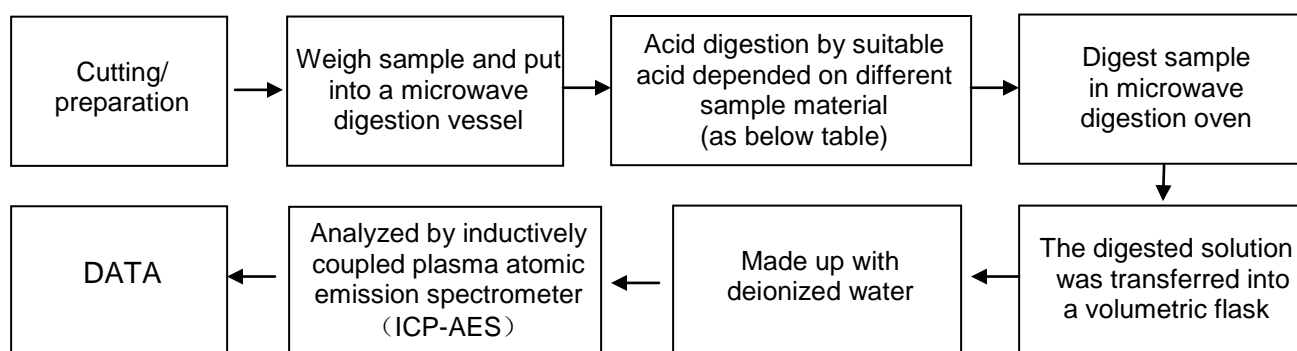 Cutting/
preparation
Weigh sample and put
into a microwave
digestion vessel
Acid digestion by suitable
acid depended on different
sample material
(as below table)
Digest sample
in microwave
digestion oven
The digested solution
was transferred into
a volumetric flask
Made up with
deionized water
Analyzed by inductively
coupled plasma atomic
emission spectrometer
（ICP-AES）
DATA